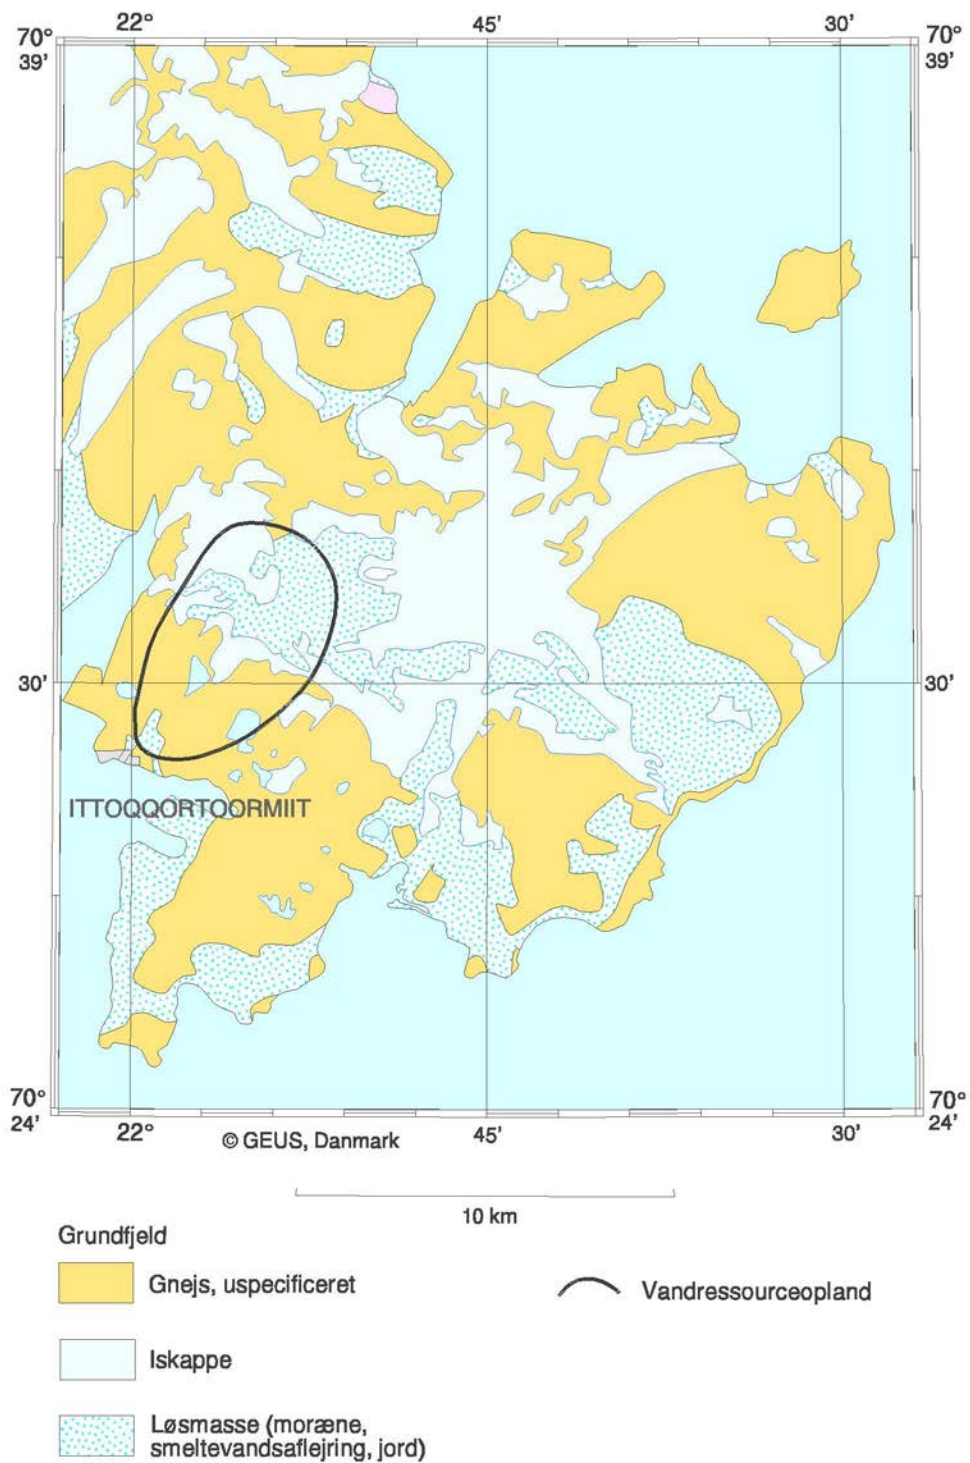 22° 45' 30'
70° 70°
39' 39'
30' 30'
ITTOQQORTOORMIIT
70° 70°
24' 24'
22° 45' 30'
© GEUS, Danmark
10 km
Grundfjeld
Gnejs, uspecificeret
Vandressourceopland
Iskappe
Løsmasse (moræne,
smeltevandsaflejring, jord)